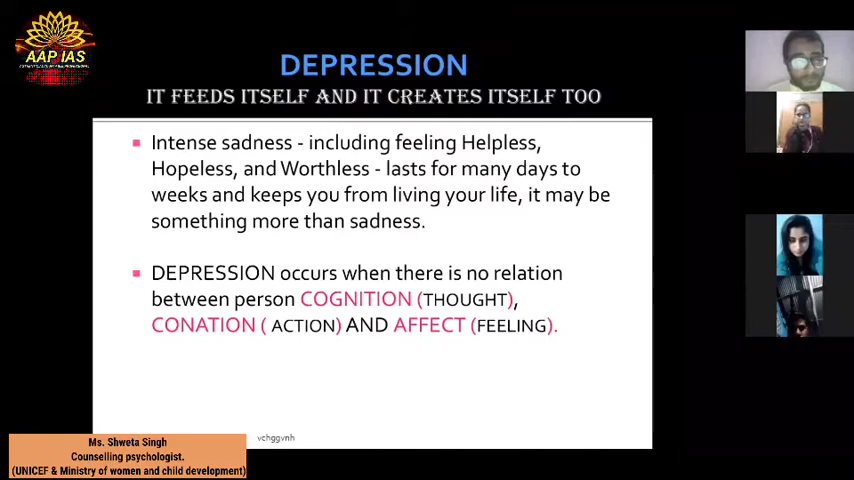 AAP IAS
DEPRESSION
IT FEEDS ITSELF AND IT CREATES ITSELF TOO
Intense sadness - including feeling Helpless,
Hopeless, and Worthless - lasts for many days to
weeks and keeps you from living your life, it may be
something more than sadness.
DEPRESSION occurs when there is no relation
between person COGNITION (THOUGHT),
CONATION ( ACTION) AND AFFECT (FEELING).
vchggvnh
Ms. Shweta Singh
Counselling psychologist.
(UNICEF & Ministry of women and child development)